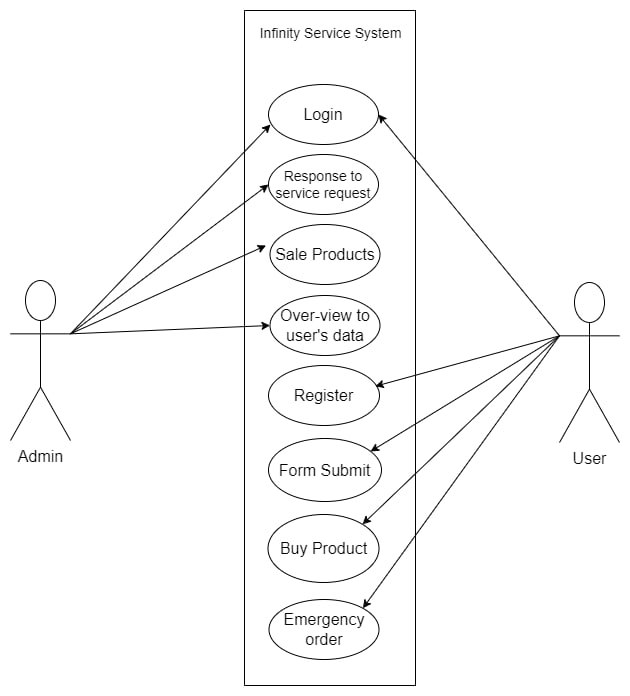 Infinity Service System
Login
Response to
service request
Sale Products
Over-view to
user's data
Register
Form Submit
Buy Product
Emergency
order
Admin
User